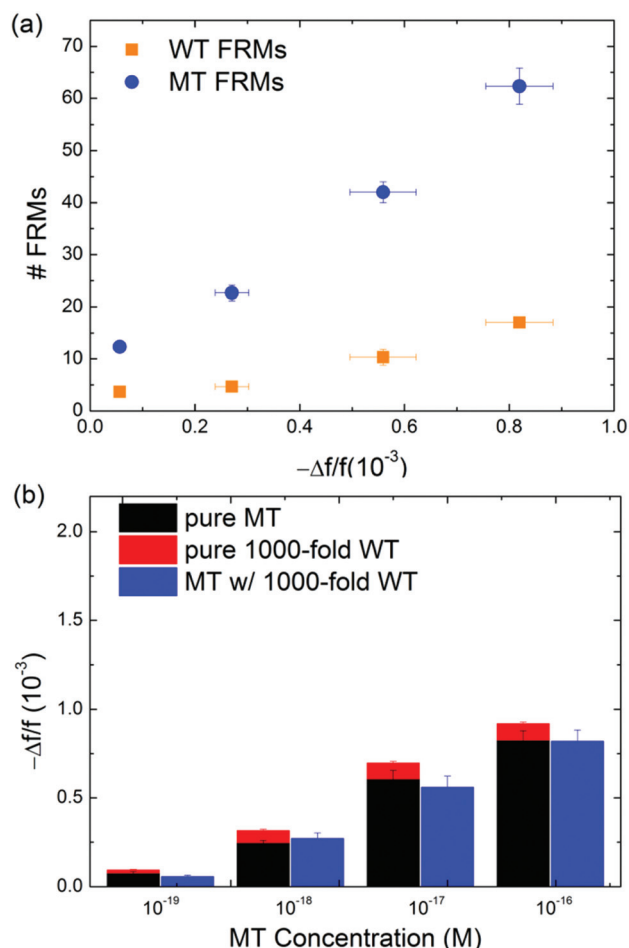 (a)
70
60
50
40
30
20
10
0
# FRMs
WT FRMs
MT FRMs
0.0 0.2 0.4 0.6 0.8 1.0
−Δf/f(10⁻³)
(b)
2.0
1.5
1.0
0.5
0.0
−Δf/f (10⁻³)
pure MT
pure 1000-fold WT
MT w/ 1000-fold WT
10⁻¹⁹ 10⁻¹⁸ 10⁻¹⁷ 10⁻¹⁶
MT Concentration (M)